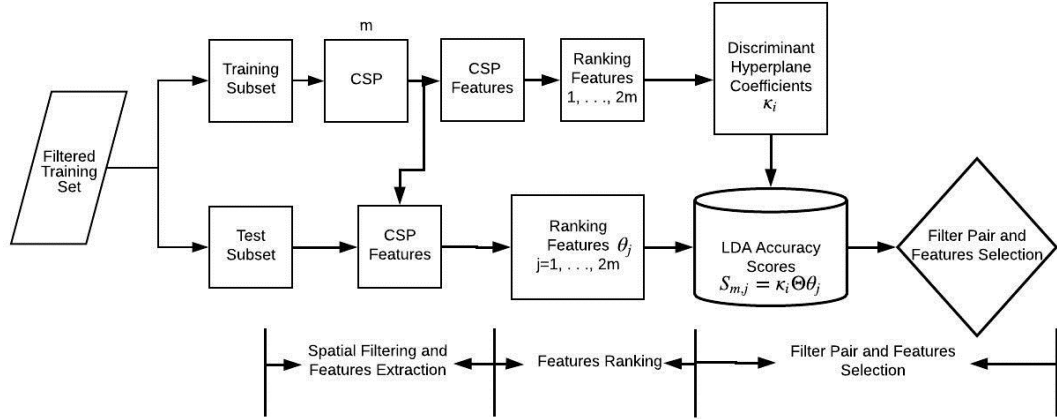 m
Training
Subset
CSP
CSP
Features
Ranking
Features
1, . . ., 2m
Discriminant
Hyperplane
Coefficients
κᵢ
Filtered
Training
Set
Test
Subset
CSP
Features
Ranking
Features θⱼ
j=1, . . ., 2m
LDA Accuracy
Scores
Sₘ,ⱼ = κᵢΘθⱼ
Filter Pair and
Features Selection
Spatial Filtering and
Features Extraction
Features Ranking
Filter Pair and Features
Selection